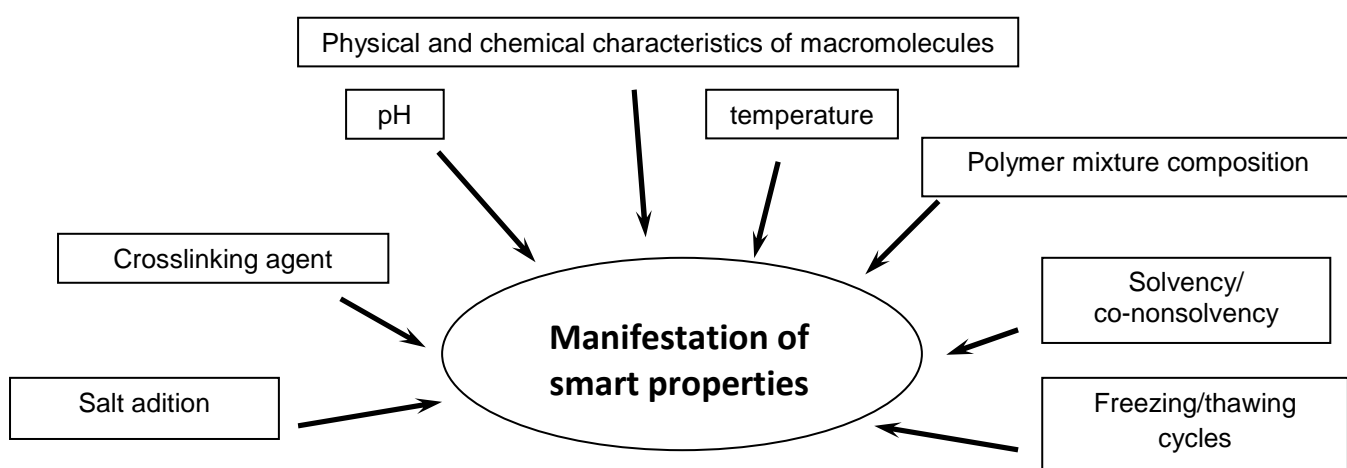 Physical and chemical characteristics of macromolecules
pH
temperature
Polymer mixture composition
Crosslinking agent
Solvency/
co-nonsolvency
Manifestation of
smart properties
Salt adition
Freezing/thawing
cycles